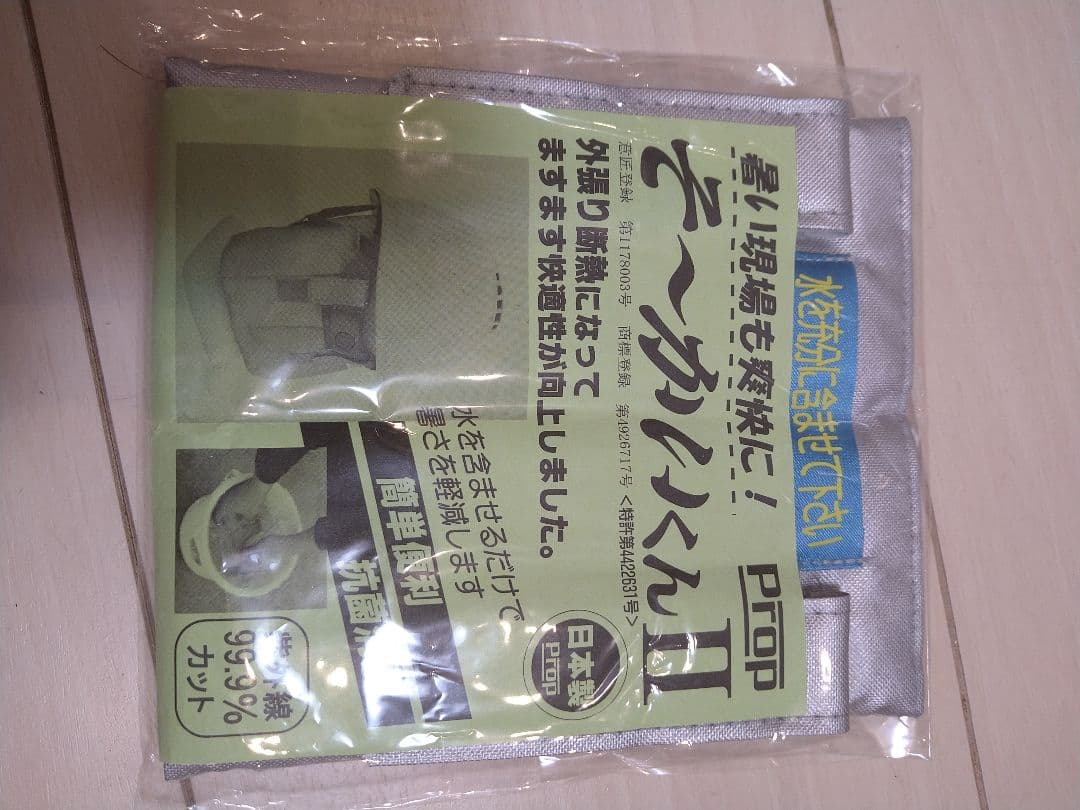 水を充分に含ませて下さい
暑い現場も爽快に!
Prop
そ〜かいくんII
意匠登録 第1178003号 商標登録 第4926717号<特許第4422631号>
外張り断熱になって
ますます快適性が向上しました。
日本製
Prop
水を含ませるだけで
暑さを軽減します
簡単便利
抗菌
紫外線
99.9%
カット